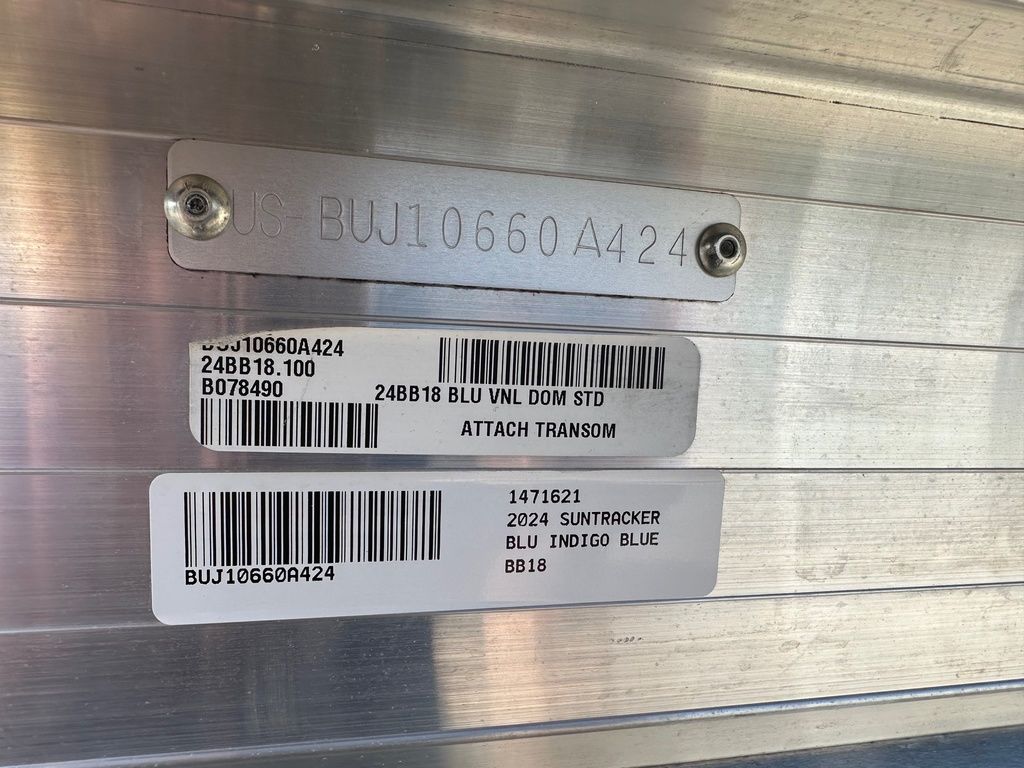 US-BUJ10660A424
BUJ10660A424
24BB18.100
B078490
24BB18 BLU VNL DOM STD
ATTACH TRANSOM
1471621
2024 SUNTRACKER
BLU INDIGO BLUE
BB18
BUJ10660A424